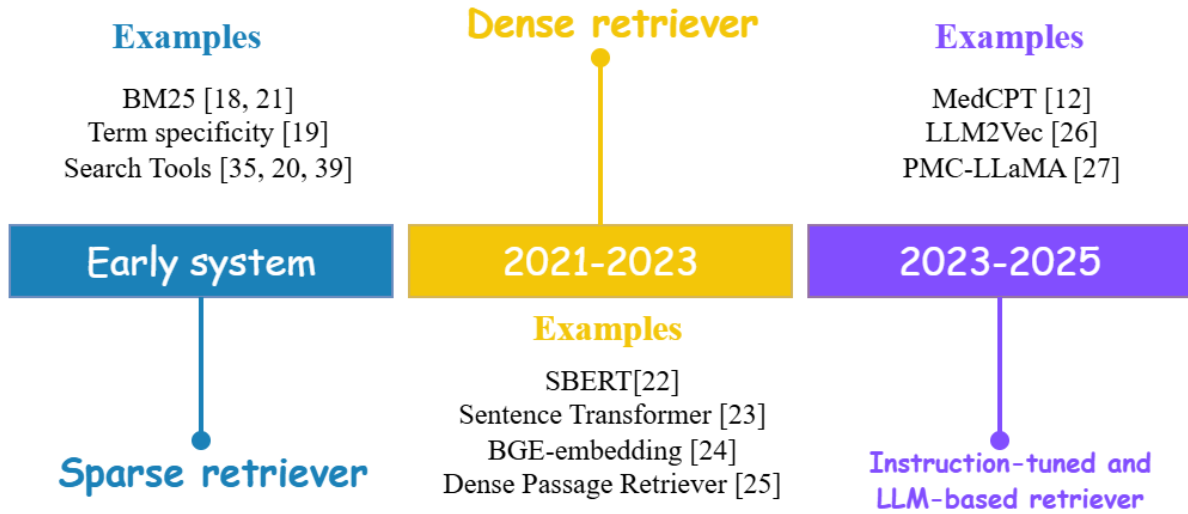 Examples
BM25 [18, 21]
Term specificity [19]
Search Tools [35, 20, 39]
Early system
Sparse retriever
Dense retriever
2021-2023
Examples
SBERT[22]
Sentence Transformer [23]
BGE-embedding [24]
Dense Passage Retriever [25]
Examples
MedCPT [12]
LLM2Vec [26]
PMC-LLaMA [27]
2023-2025
Instruction-tuned and
LLM-based retriever